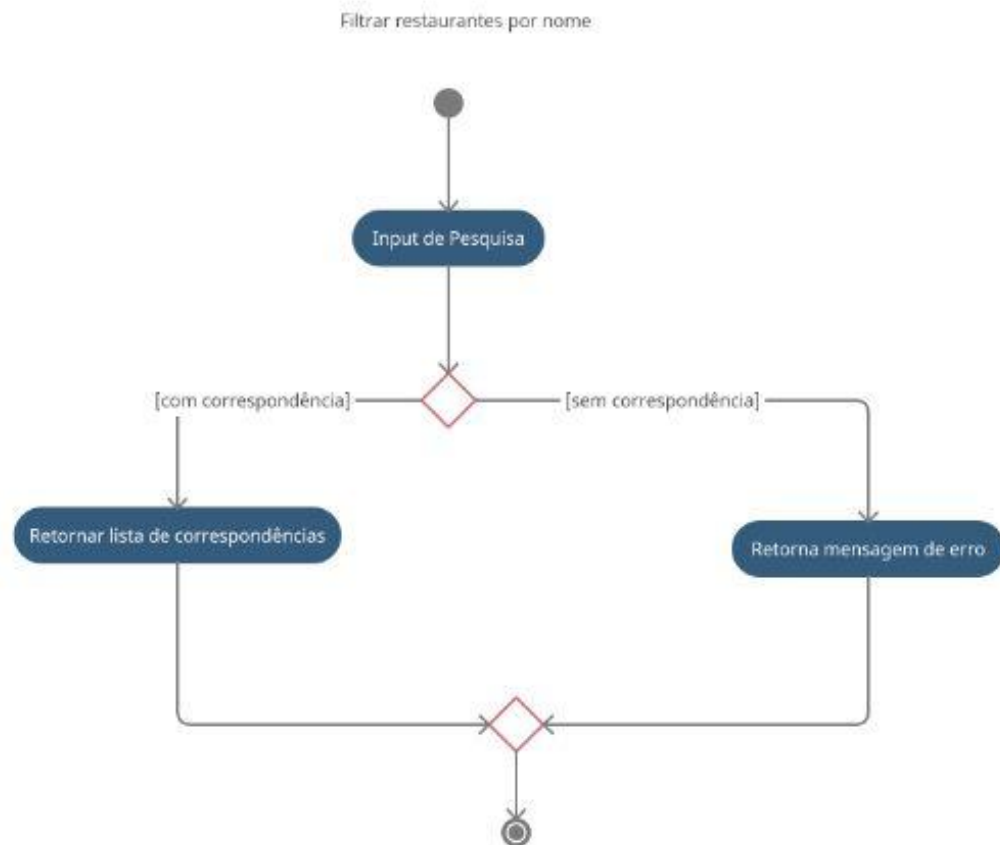 Filtrar restaurantes por nome
Input de Pesquisa
[com correspondência]
[sem correspondência]
Retornar lista de correspondências
Retorna mensagem de erro